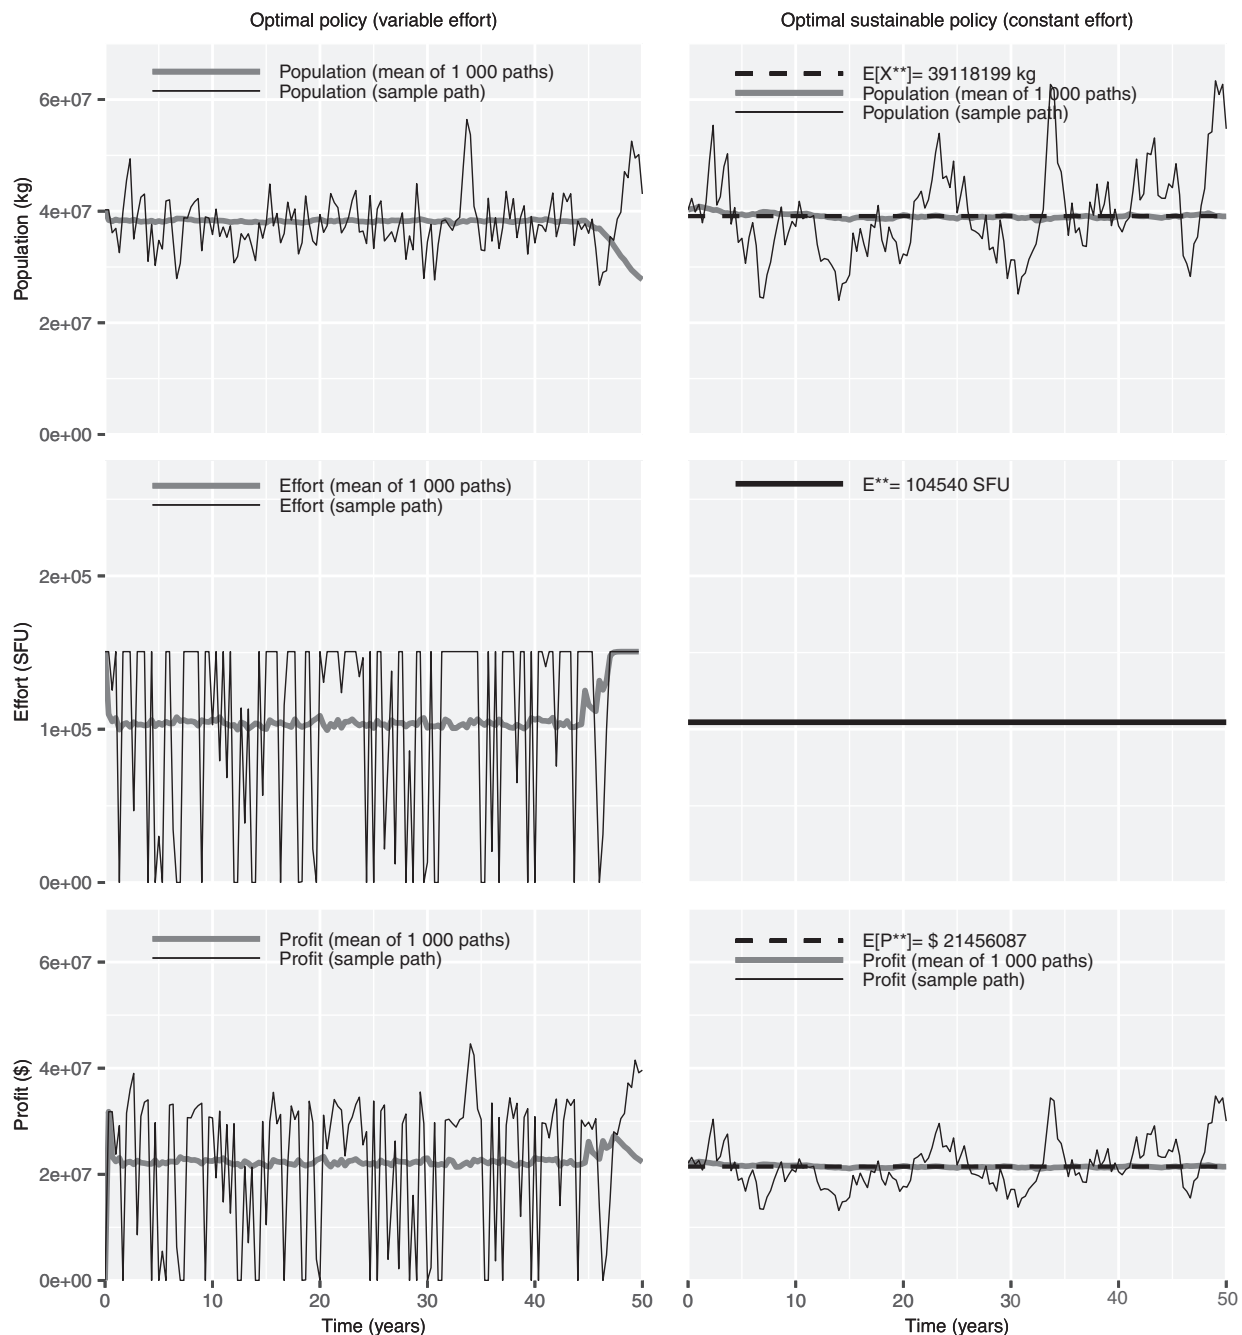 Optimal policy (variable effort)
Optimal sustainable policy (constant effort)
Population (mean of 1 000 paths)
Population (sample path)
E[X**]= 39118199 kg
Population (mean of 1 000 paths)
Population (sample path)
Population (kg)
6e+07
4e+07
2e+07
0e+00
Effort (mean of 1 000 paths)
Effort (sample path)
E**= 104540 SFU
Effort (SFU)
2e+05
1e+05
0e+00
Profit (mean of 1 000 paths)
Profit (sample path)
E[P**]= $ 21456087
Profit (mean of 1 000 paths)
Profit (sample path)
Profit ($)
6e+07
4e+07
2e+07
0e+00
0 10 20 30 40 50
0 10 20 30 40 50
Time (years)
Time (years)